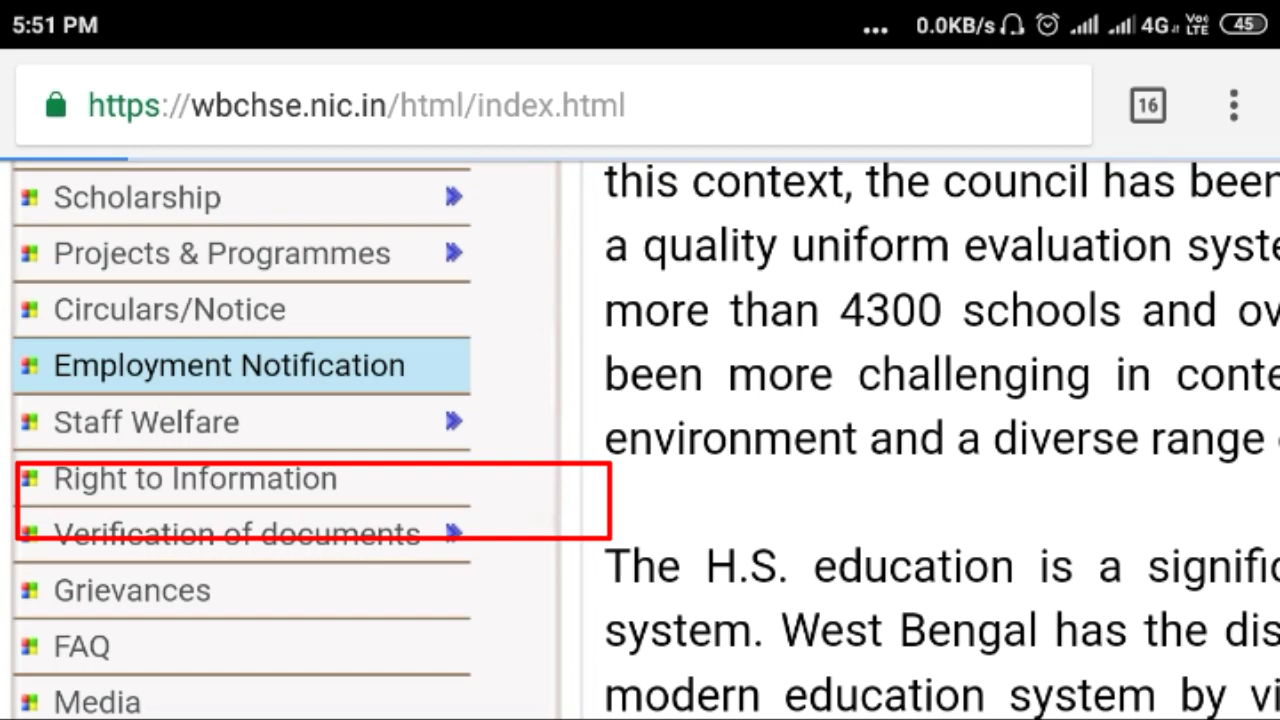 5:51 PM
... 0.0KB/s 4G VoLTE 45
https://wbchse.nic.in/html/index.html
16
Scholarship
Projects & Programmes
Circulars/Notice
Employment Notification
Staff Welfare
Right to Information
Verification of documents
Grievances
FAQ
Media
this context, the council has been
a quality uniform evaluation syste
more than 4300 schools and ov
been more challenging in conte
environment and a diverse range
The H.S. education is a signific
system. West Bengal has the dis
modern education system by vi